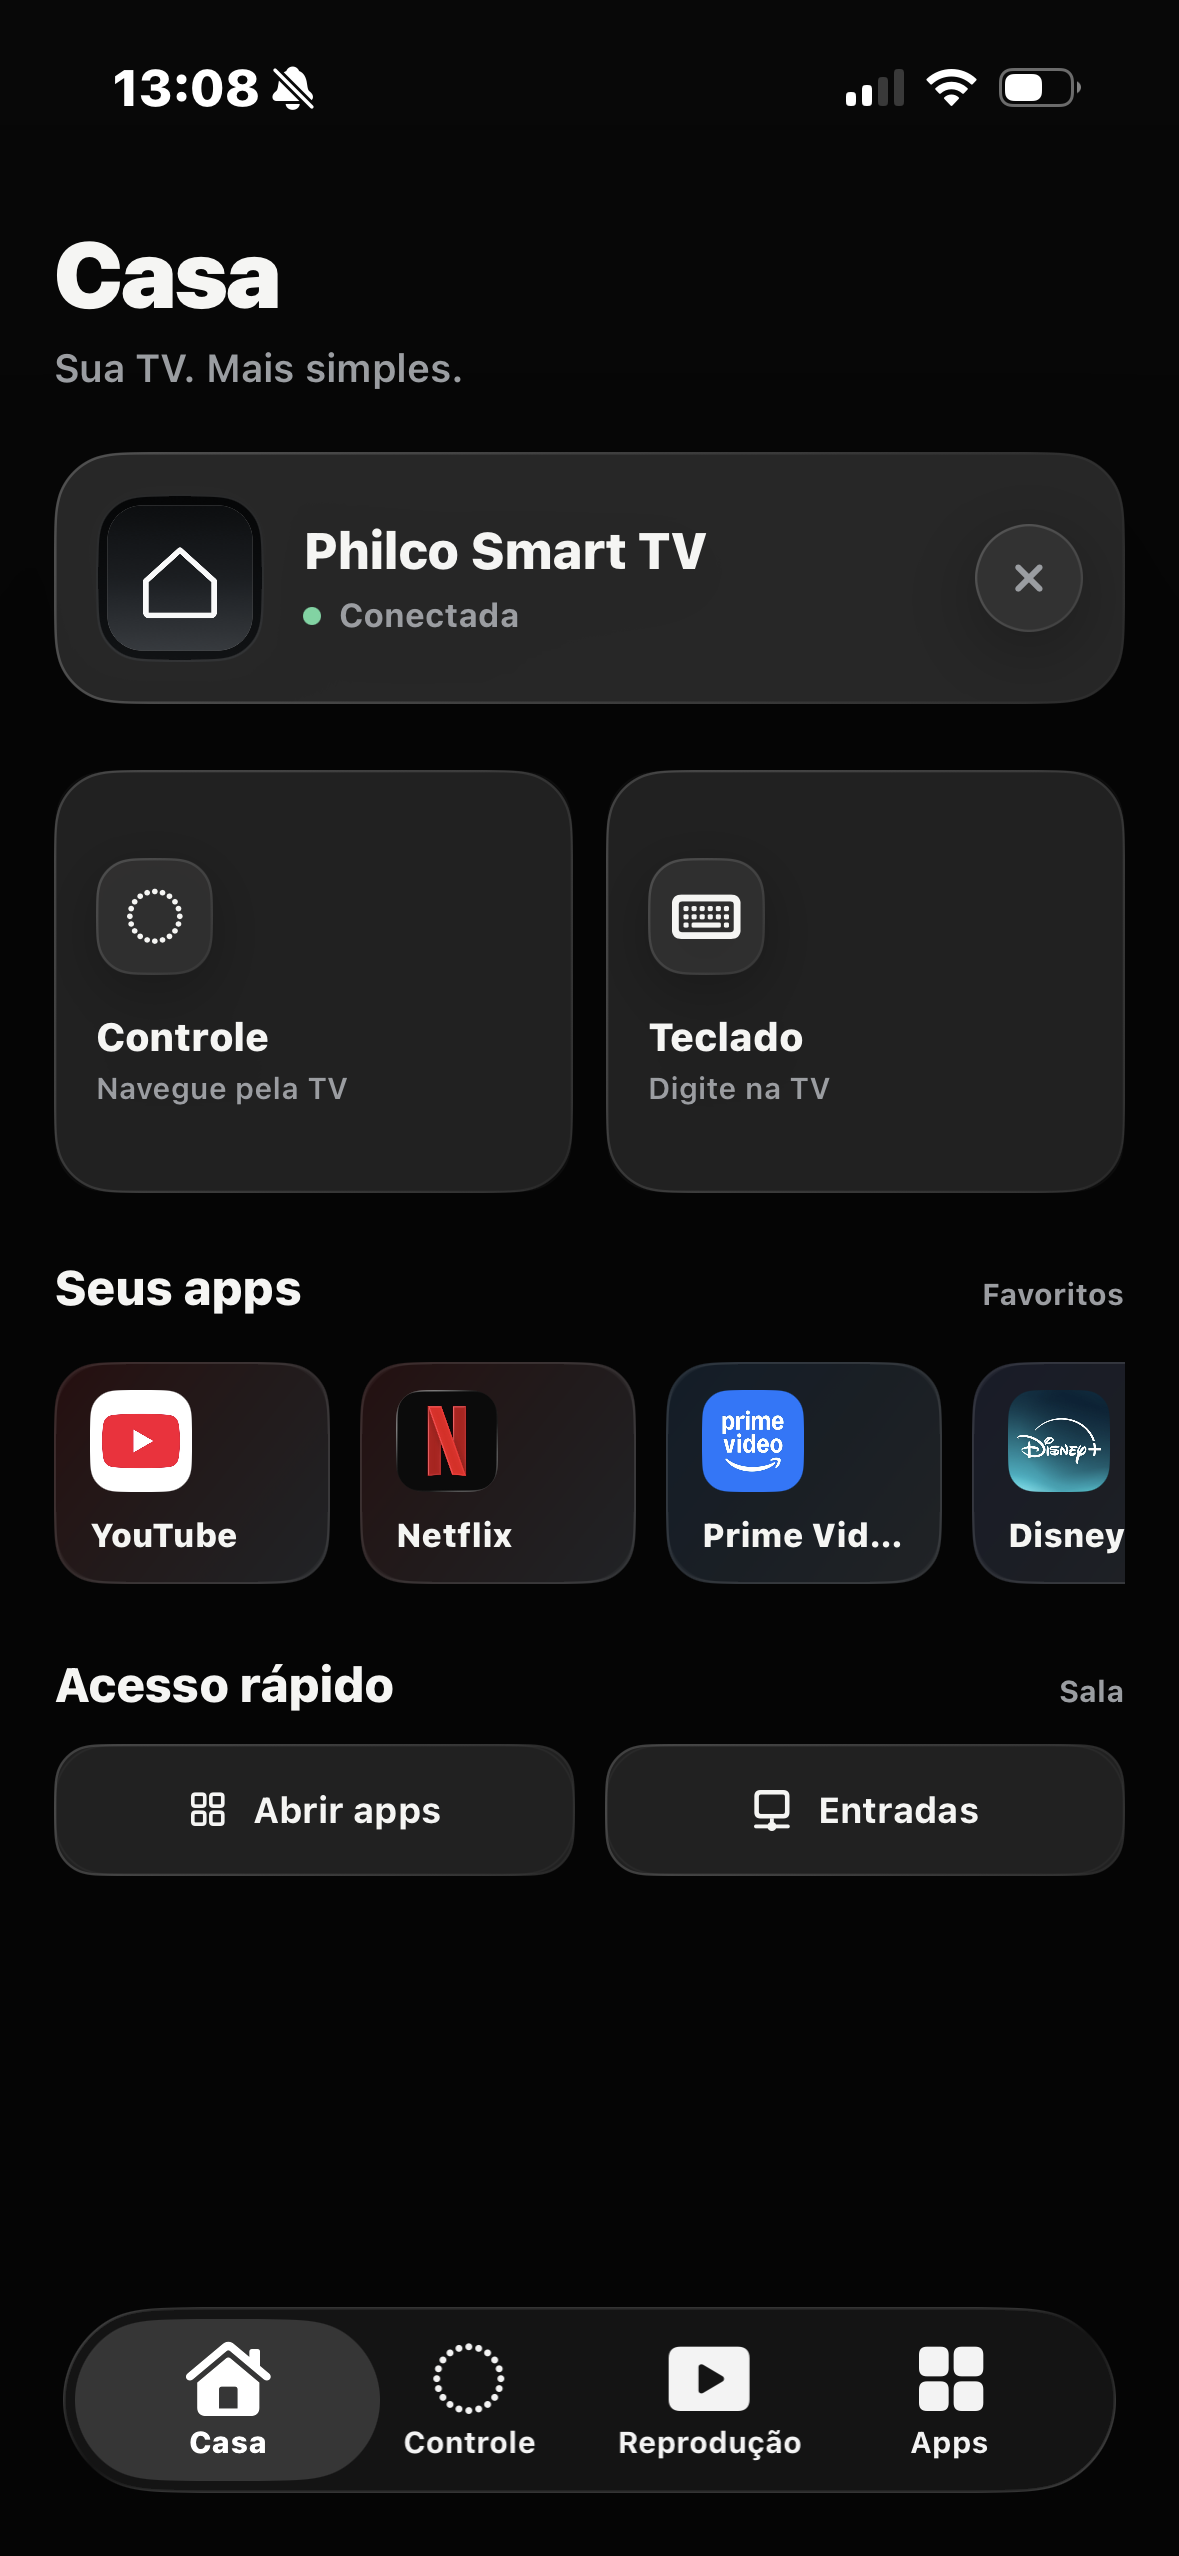 13:08
Casa
Sua TV. Mais simples.
Philco Smart TV
Conectada
Controle
Navegue pela TV
Teclado
Digite na TV
Seus apps
Favoritos
YouTube
N
Netflix
prime
video
Prime Vid...
Disney+
Disney
Acesso rápido
Sala
Abrir apps
Entradas
Casa
Controle
Reprodução
Apps